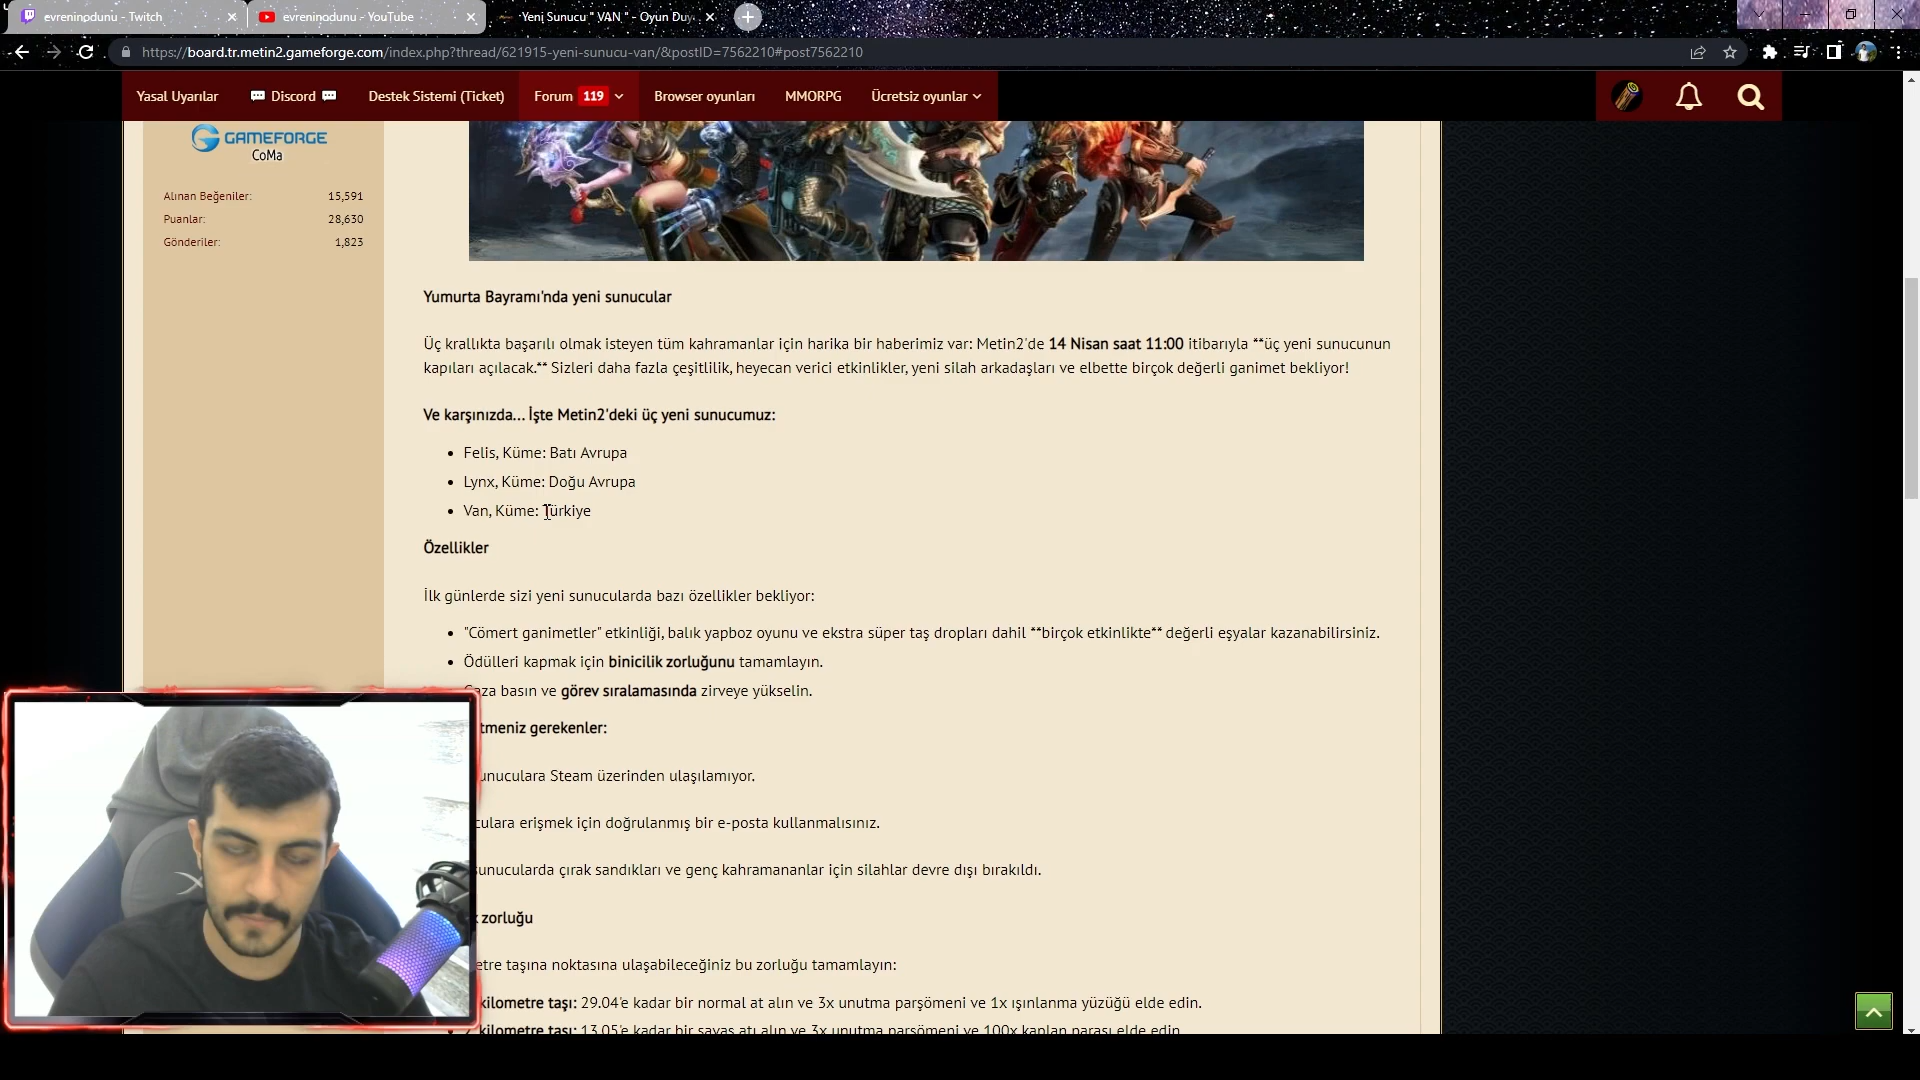 evreninodunu - Twitch
evreninodunu - YouTube
Yeni Sunucu " VAN " - Oyun Duy
https://board.tr.metin2.gameforge.com/index.php?thread/621915-yeni-sunucu-van/&postID=7562210#post7562210
Yasal Uyarılar
Discord
Destek Sistemi (Ticket)
Forum 119
Browser oyunları
MMORPG
Ücretsiz oyunlar
GAMEFORGE
CoMa
Alınan Beğeniler: 15,591
Puanlar: 28,630
Gönderiler: 1,823
Yumurta Bayramı'nda yeni sunucular
Üç krallıkta başarılı olmak isteyen tüm kahramanlar için harika bir haberimiz var: Metin2'de 14 Nisan saat 11:00 itibarıyla **üç yeni sunucunun
kapıları açılacak.** Sizleri daha fazla çeşitlilik, heyecan verici etkinlikler, yeni silah arkadaşları ve elbette birçok değerli ganimet bekliyor!
Ve karşınızda... İşte Metin2'deki üç yeni sunucumuz:
• Felis, Küme: Batı Avrupa
• Lynx, Küme: Doğu Avrupa
• Van, Küme: Türkiye
Özellikler
İlk günlerde sizi yeni sunucularda bazı özellikler bekliyor:
• "Cömert ganimetler" etkinliği, balık yapboz oyunu ve ekstra süper taş dropları dahil **birçok etkinlikte** değerli eşyalar kazanabilirsiniz.
• Ödülleri kapmak için binicilik zorluğunu tamamlayın.
Gaza basın ve görev sıralamasında zirveye yükselin.
tmeniz gerekenler:
unuculara Steam üzerinden ulaşılamıyor.
culara erişmek için doğrulanmış bir e-posta kullanmalısınız.
sunucularda çırak sandıkları ve genç kahramananlar için silahlar devre dışı bırakıldı.
k zorluğu
etre taşına noktasına ulaşabileceğiniz bu zorluğu tamamlayın:
kilometre taşı: 29.04'e kadar bir normal at alın ve 3x unutma parşömeni ve 1x ışınlanma yüzüğü elde edin.
kilometre taşı: 13.05'e kadar bir savaş atı alın ve 3x unutma parşömeni ve 100x kaplan parası elde edin.